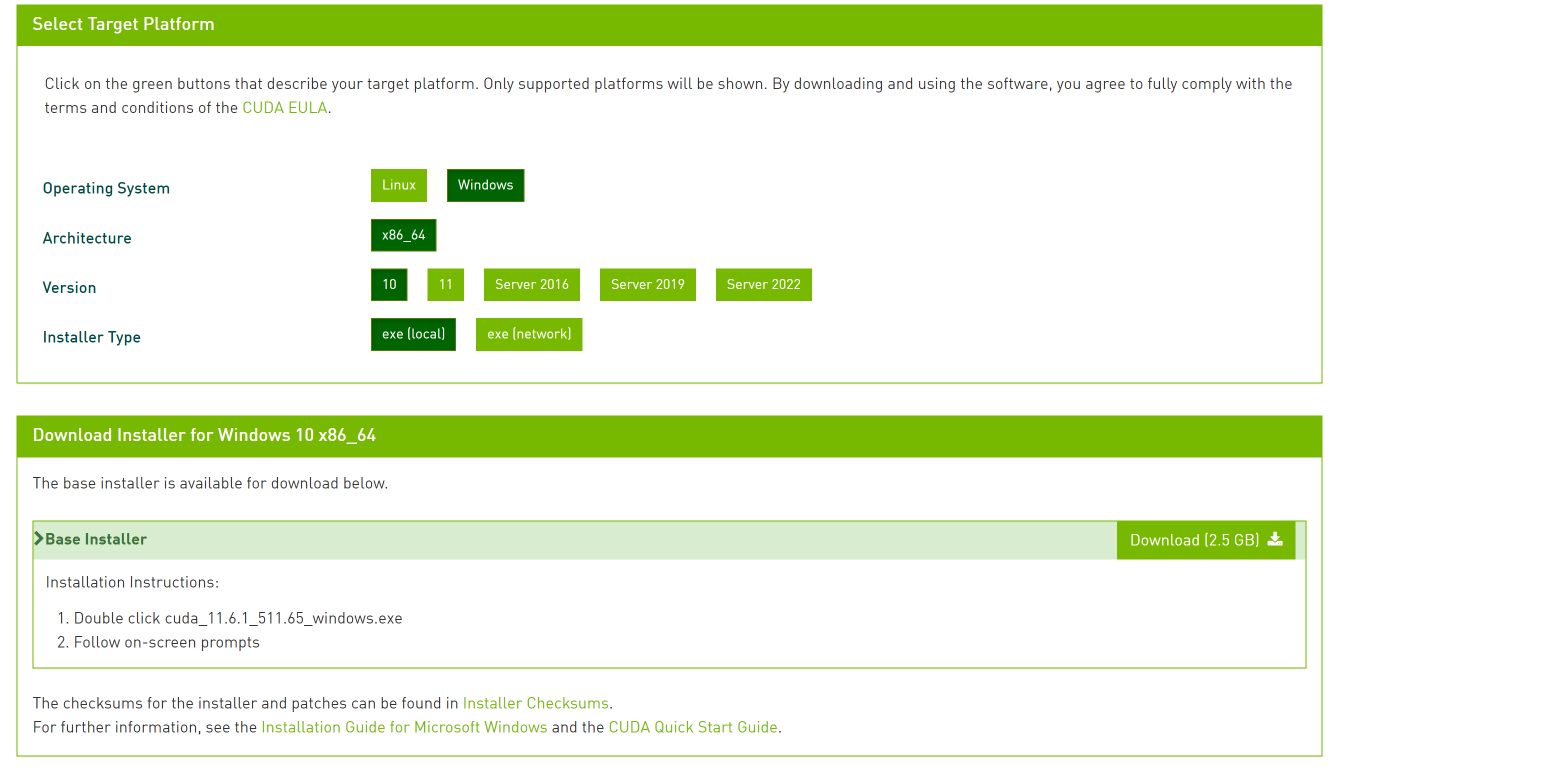 Select Target Platform
Click on the green buttons that describe your target platform. Only supported platforms will be shown. By downloading and using the software, you agree to fully comply with the
terms and conditions of the CUDA EULA.
Operating System Linux Windows
Architecture x86_64
Version 10 11 Server 2016 Server 2019 Server 2022
Installer Type exe (local) exe (network)
Download Installer for Windows 10 x86_64
The base installer is available for download below.
Base Installer Download (2.5 GB)
Installation Instructions:
1. Double click cuda_11.6.1_511.65_windows.exe
2. Follow on-screen prompts
The checksums for the installer and patches can be found in Installer Checksums.
For further information, see the Installation Guide for Microsoft Windows and the CUDA Quick Start Guide.